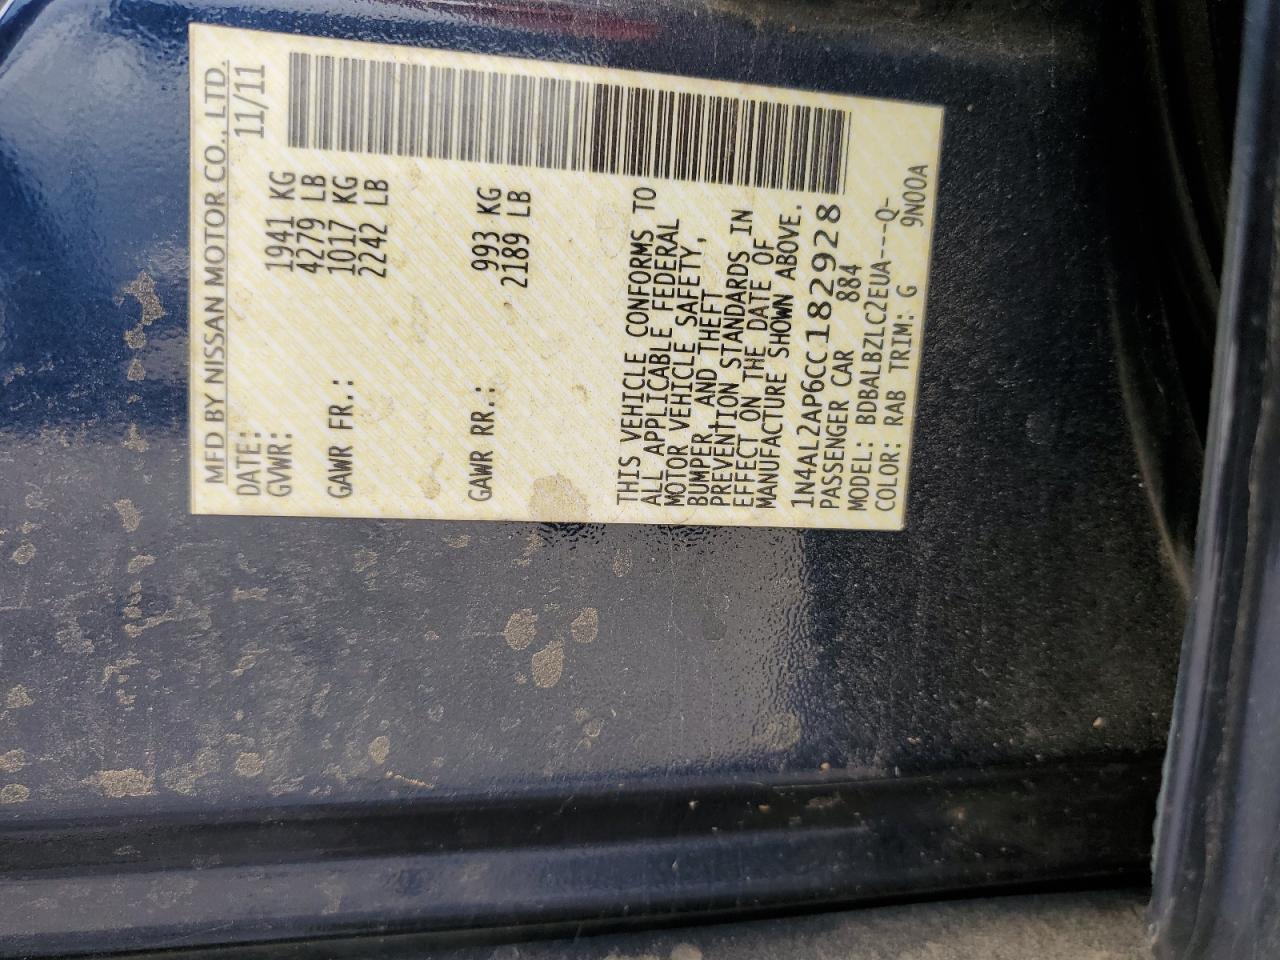 MFD BY NISSAN MOTOR CO., LTD.
DATE: 11/11
GVWR: 1941 KG
4279 LB
GAWR FR.: 1017 KG
2242 LB
GAWR RR.: 993 KG
2189 LB
THIS VEHICLE CONFORMS TO
ALL APPLICABLE FEDERAL
MOTOR VEHICLE SAFETY,
BUMPER, AND THEFT
PREVENTION STANDARDS IN
EFFECT ON THE DATE OF
MANUFACTURE SHOWN ABOVE.
1N4AL2AP6CC182928
PASSENGER CAR 884
MODEL: BDBALBZLC2EUA---Q-
COLOR: RAB TRIM: G 9N00A